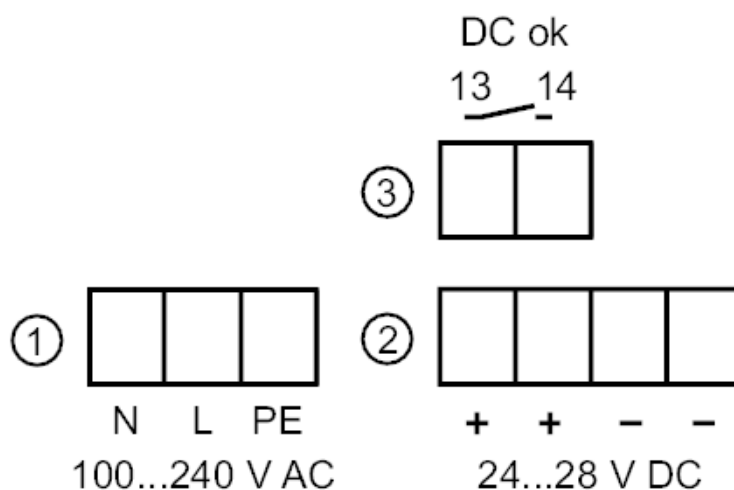 DC ok
13 14
3
1
2
N L PE
+ + – –
100...240 V AC
24...28 V DC